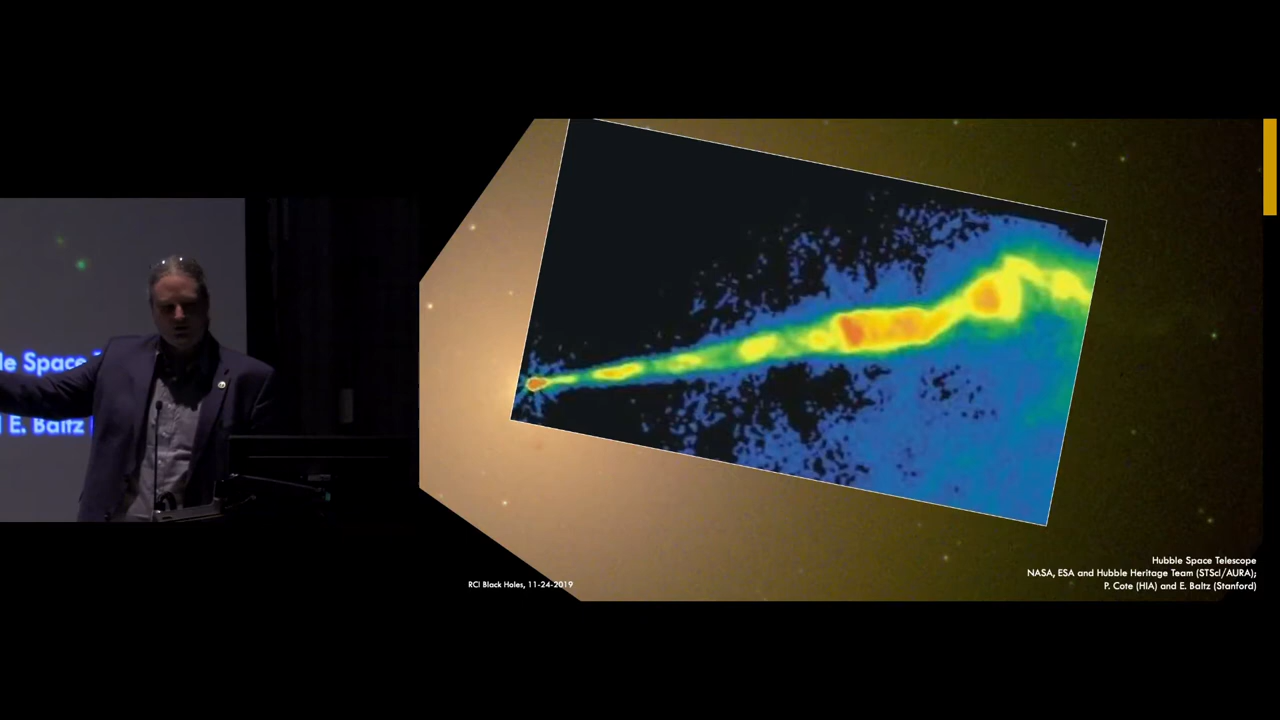 le Space
E. Baltz
RCI Black Holes, 11-24-2019
Hubble Space Telescope
NASA, ESA and Hubble Heritage Team (STScI/AURA);
P. Cote (HIA) and E. Baltz (Stanford)